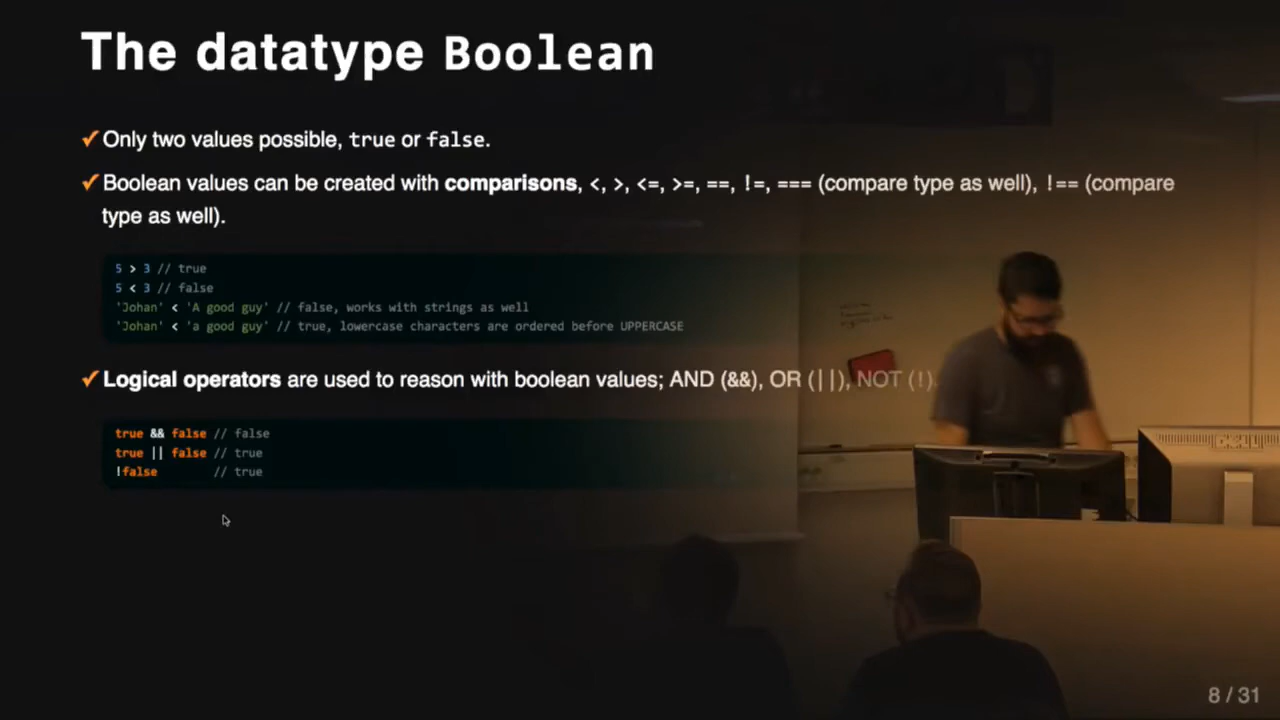 The datatype Boolean
✓ Only two values possible, true or false.
✓ Boolean values can be created with comparisons, <, >, <=, >=, ==, !=, === (compare type as well), !== (compare
type as well).
5 > 3 // true
5 < 3 // false
'Johan' < 'A good guy' // false, works with strings as well
'Johan' < 'a good guy' // true, lowercase characters are ordered before UPPERCASE
✓ Logical operators are used to reason with boolean values; AND (&&), OR (||), NOT (!).
true && false // false
true || false // true
!false // true
DELL
8 / 31